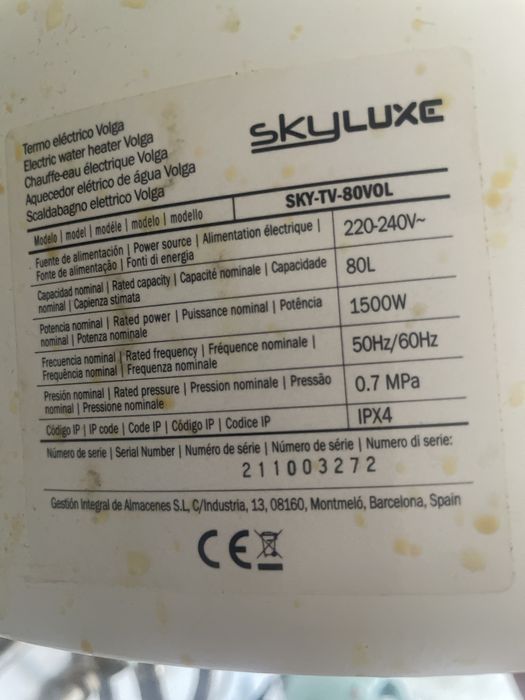 Termo eléctrico Volga
Electric water heater Volga
Chauffe-eau électrique Volga
Aquecedor elétrico de água Volga
Scaldabagno elettrico Volga
SKYLUXE
Modelo | model | modéle | modelo | modello
SKY-TV-80VOL
Fuente de alimentación | Power source | Alimentation électrique |
Fonte de alimentação | Fonti di energia
220-240V~
Capacidad nominal | Rated capacity | Capacité nominale | Capacidade
nominal | Capienza stimata
80L
Potencia nominal | Rated power | Puissance nominal | Potência
nominal | Potenza nominale
1500W
Frecuencia nominal | Rated frequency | Fréquence nominale |
Frequência nominal | Frequenza nominale
50Hz/60Hz
Presión nominal | Rated pressure | Pression nominale | Pressão
nominal | Pressione nominale
0.7 MPa
Código IP | IP code | Code IP | Código IP | Codice IP
IPX4
Número de serie | Serial Number | Numéro de série | Número de série | Numero di serie:
211003272
Gestión Integral de Almacenes S.L, C/Industria, 13, 08160, Montmeló, Barcelona, Spain
CE